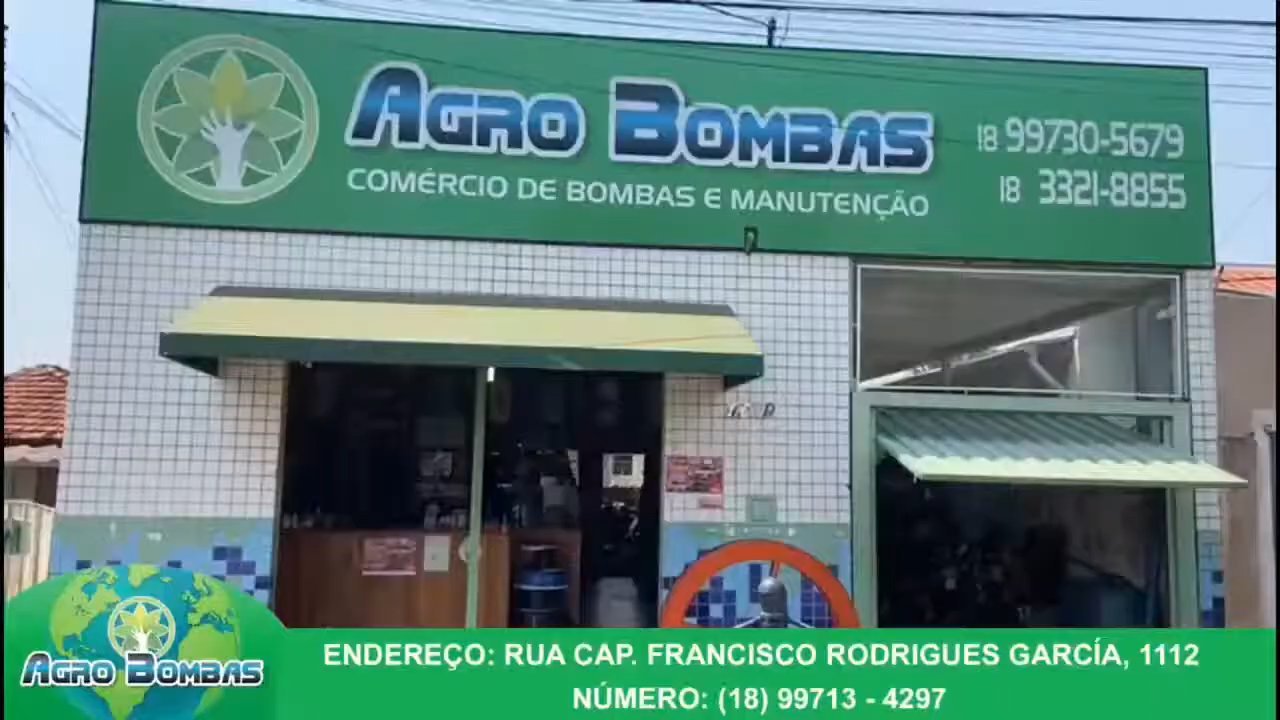 AGRO BOMBAS
COMÉRCIO DE BOMBAS E MANUTENÇÃO
18 99730-5679
18 3321-8855
AGRO BOMBAS
ENDEREÇO: RUA CAP. FRANCISCO RODRIGUES GARCÍA, 1112
NÚMERO: (18) 99713 - 4297